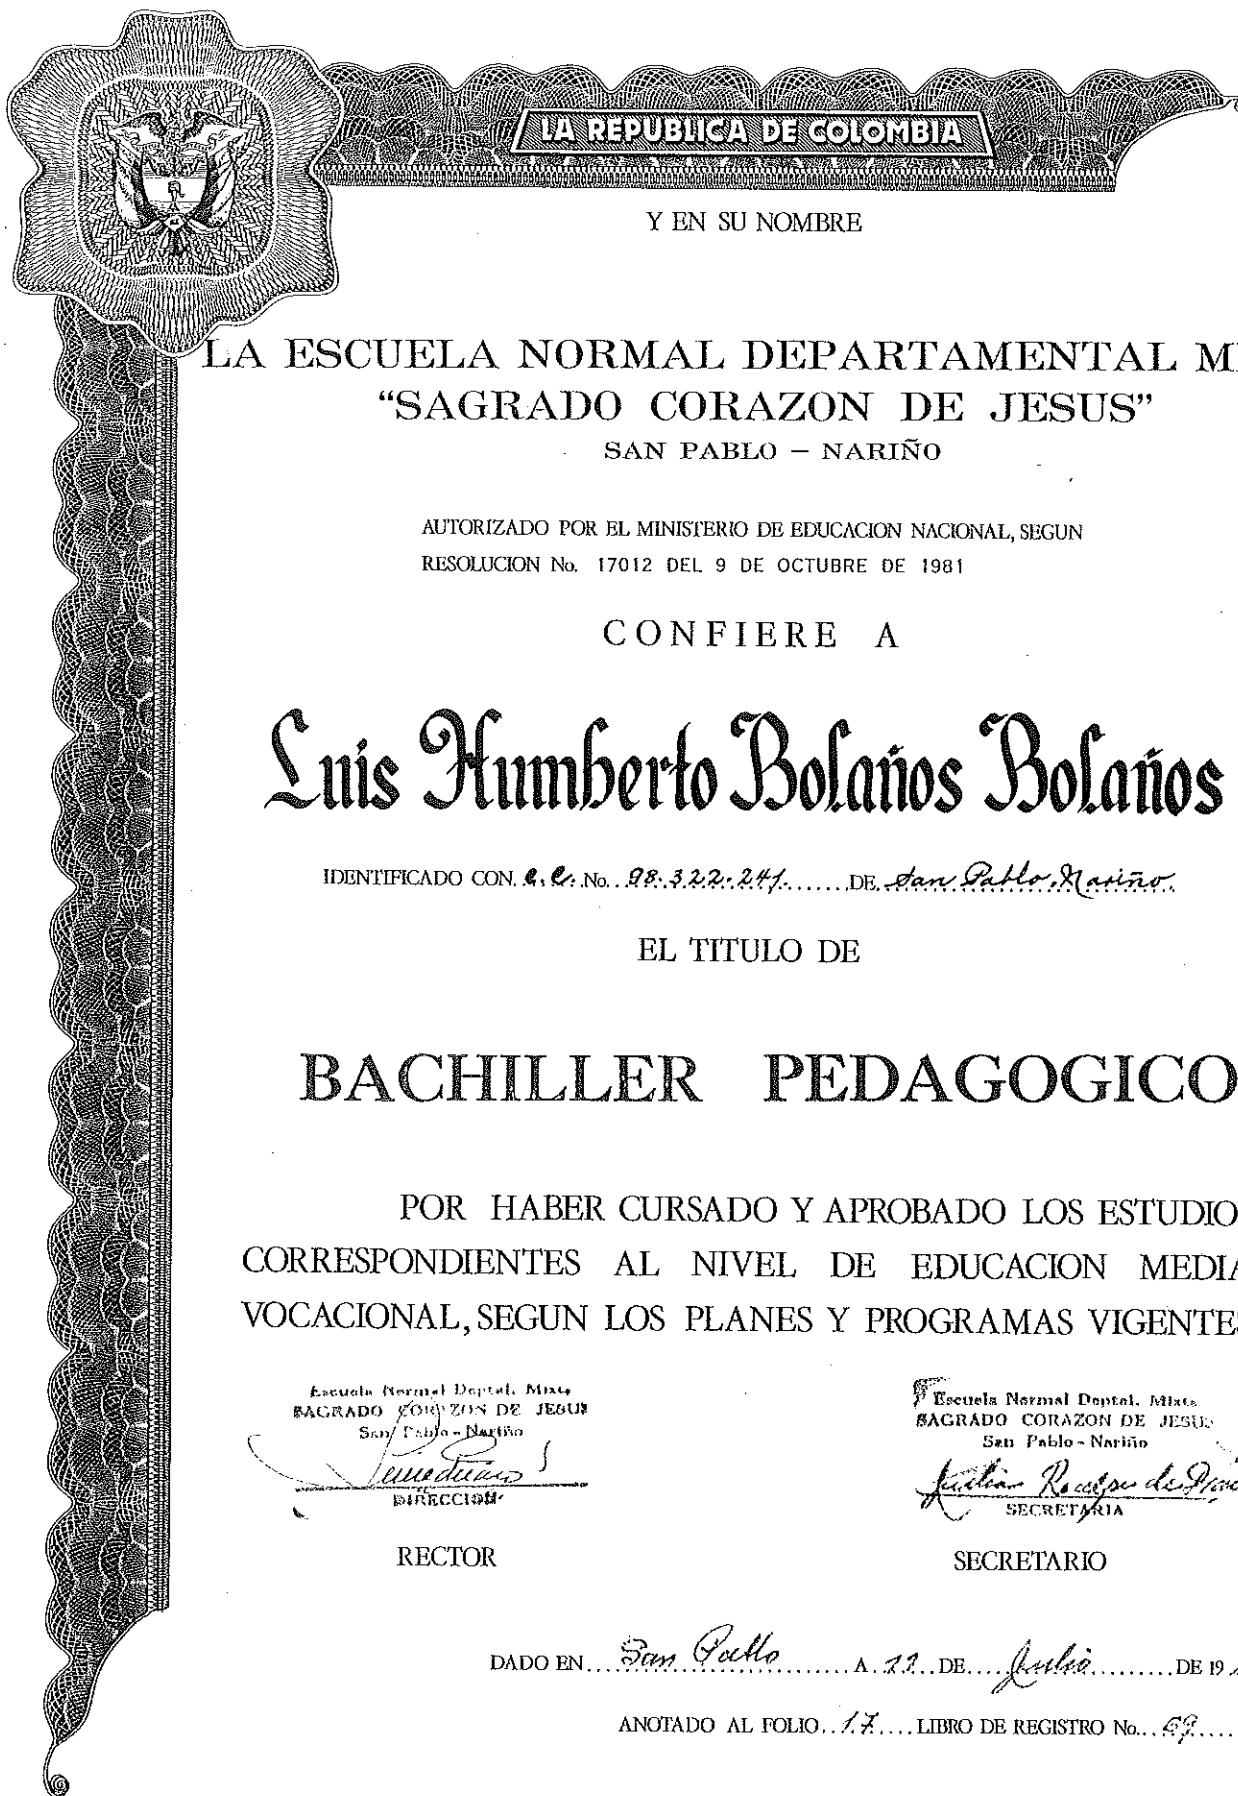 LA REPUBLICA DE COLOMBIA
Y EN SU NOMBRE
LA ESCUELA NORMAL DEPARTAMENTAL MI
“SAGRADO CORAZON DE JESUS”
SAN PABLO – NARIÑO
AUTORIZADO POR EL MINISTERIO DE EDUCACION NACIONAL, SEGUN
RESOLUCION No. 17012 DEL 9 DE OCTUBRE DE 1981
CONFIERE A
Luis Humberto Bolaños Bolaños
IDENTIFICADO CON. C.C. No. 98.322.241 DE San Pablo, Nariño.
EL TITULO DE
BACHILLER PEDAGOGICO
POR HABER CURSADO Y APROBADO LOS ESTUDIO
CORRESPONDIENTES AL NIVEL DE EDUCACION MEDIA
VOCACIONAL, SEGUN LOS PLANES Y PROGRAMAS VIGENTES
Escuela Normal Deptal. Mixta
SAGRADO CORAZON DE JESUS
San Pablo - Nariño
DIRECCION
RECTOR
Escuela Normal Deptal. Mixta
SAGRADO CORAZON DE JESUS
San Pablo - Nariño
SECRETARIA
SECRETARIO
DADO EN San Pablo A DE Julio DE 19
ANOTADO AL FOLIO 17 LIBRO DE REGISTRO No.